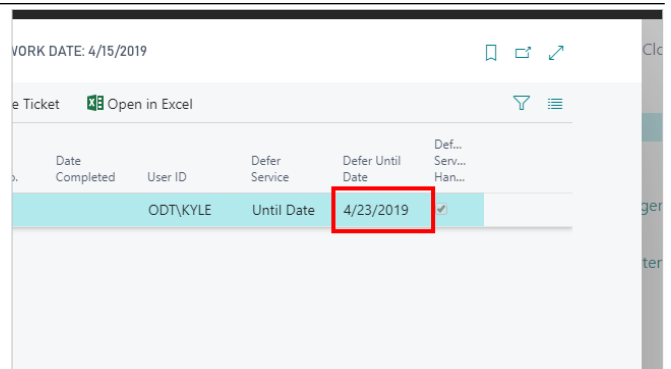 WORK DATE: 4/15/2019
Clo
e Ticket Open in Excel
Date Completed User ID Defer Service Defer Until Date Def... Serv... Han...
ODT\KYLE Until Date 4/23/2019
ger
ter